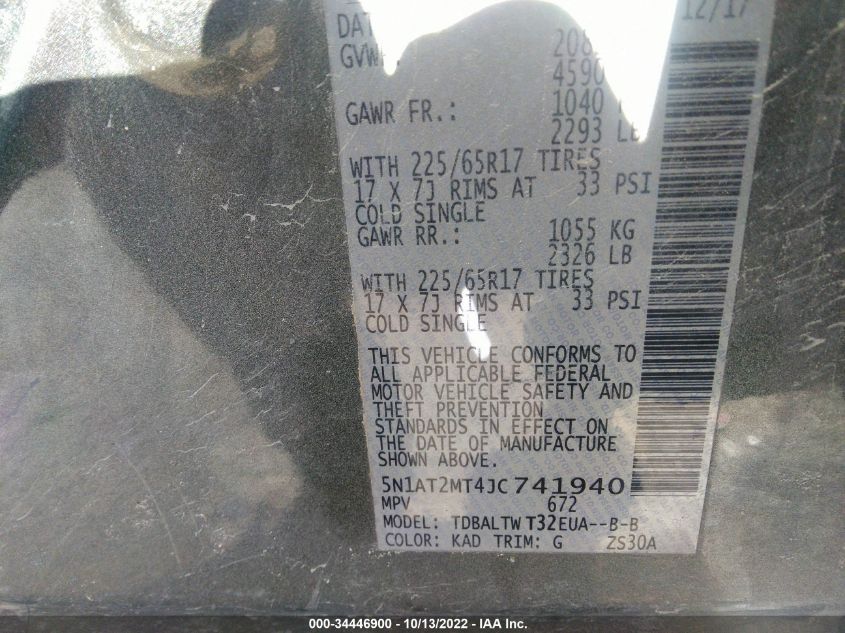 12/17
GAWR FR.: 1040
2293
WITH 225/65R17 TIRES
17 X 7J RIMS AT 33 PSI
COLD SINGLE
GAWR RR.: 1055 KG
2326 LB
WITH 225/65R17 TIRES
17 X 7J RIMS AT 33 PSI
COLD SINGLE
THIS VEHICLE CONFORMS TO
ALL APPLICABLE FEDERAL
MOTOR VEHICLE SAFETY AND
THEFT PREVENTION
STANDARDS IN EFFECT ON
THE DATE OF MANUFACTURE
SHOWN ABOVE.
5N1AT2MT4JC741940
MPV 672
MODEL: TDBALTW T32EUA--B-B
COLOR: KAD TRIM: G ZS30A
000-34446900 - 10/13/2022 - IAA Inc.